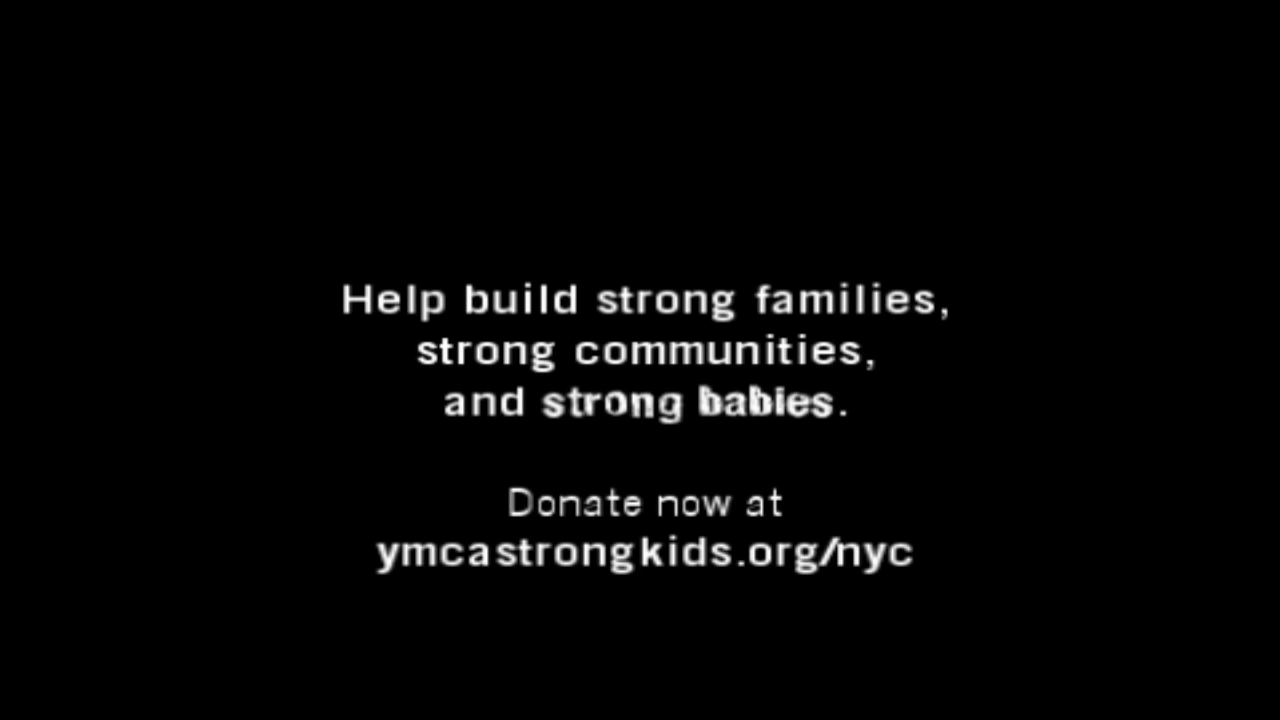 Help build strong families,
strong communities,
and strong babies.
Donate now at
ymcastrongkids.org/nyc